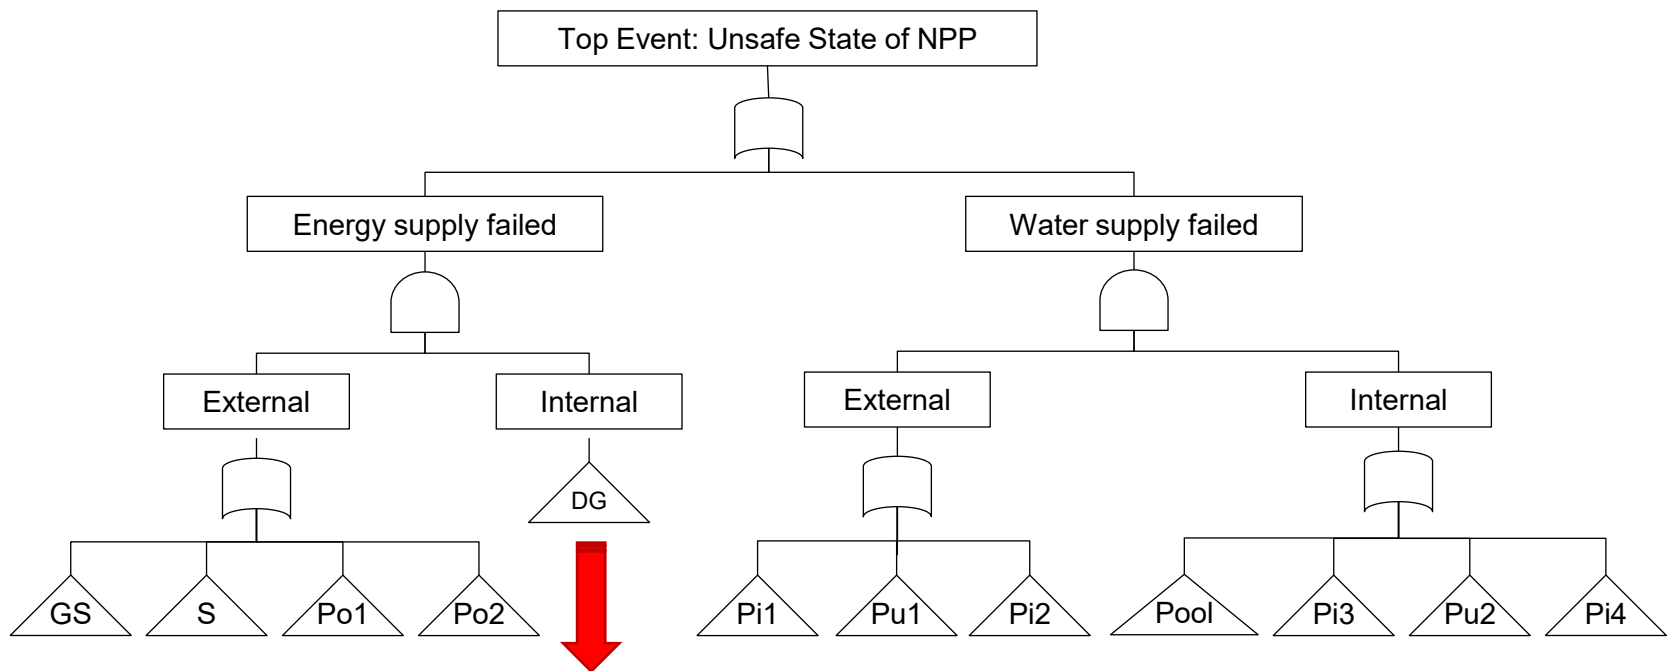 Top Event: Unsafe State of NPP
Energy supply failed
Water supply failed
External
Internal
External
Internal
DG
GS
S
Po1
Po2
Pi1
Pu1
Pi2
Pool
Pi3
Pu2
Pi4